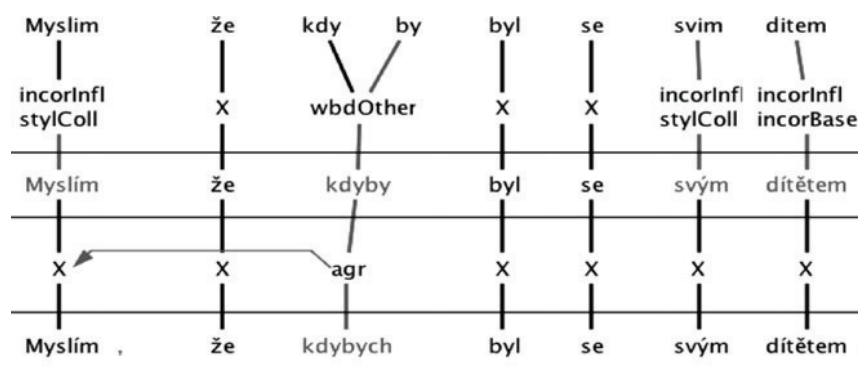 Myslim že kdy by byl se svim ditem
incorInfl stylColl X wbdOther X X incorInfl stylColl incorInfl incorBase
Myslím že kdyby byl se svým dítětem
X X agr X X X X
Myslím , že kdybych byl se svým dítětem